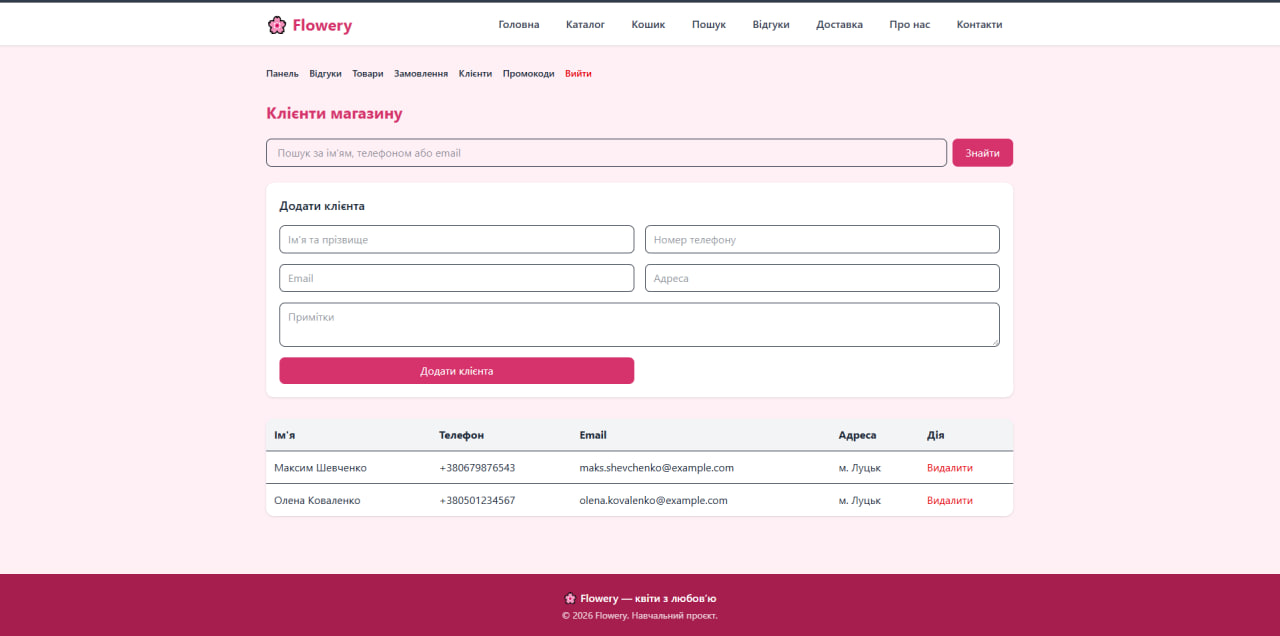 Flowery
Головна Каталог Кошик Пошук Відгуки Доставка Про нас Контакти
Панель Відгуки Товари Замовлення Клієнти Промокоди Вийти
Клієнти магазину
Пошук за ім'ям, телефоном або email
Знайти
Додати клієнта
Ім'я та прізвище
Номер телефону
Email
Адреса
Примітки
Додати клієнта
Ім'я Телефон Email Адреса Дія
Максим Шевченко +380679876543 maks.shevchenko@example.com м. Луцьк Видалити
Олена Коваленко +380501234567 olena.kovalenko@example.com м. Луцьк Видалити
Flowery — квіти з любов'ю
© 2026 Flowery. Навчальний проєкт.